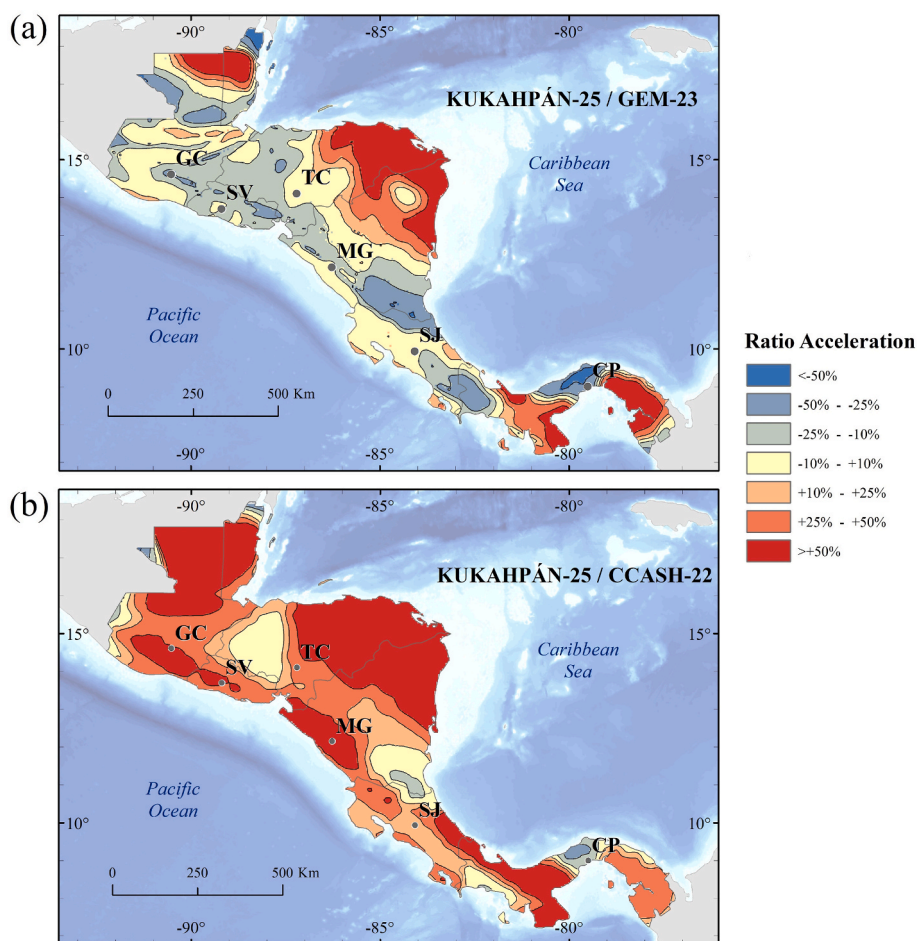 (a)
-90°
-85°
-80°
KUKAHPÁN-25 / GEM-23
15°
15°
GC
Caribbean
Sea
SV
TC
MG
Pacific
Ocean
SJ
10°
10°
CP
0 250 500 Km
-90°
-85°
-80°
Ratio Acceleration
<-50%
-50% - -25%
-25% - -10%
-10% - +10%
+10% - +25%
+25% - +50%
>+50%
(b)
-90°
-85°
-80°
KUKAHPÁN-25 / CCASH-22
15°
15°
GC
TC
Caribbean
Sea
SV
MG
Pacific
Ocean
SJ
10°
10°
CP
0 250 500 Km
-90°
-85°
-80°